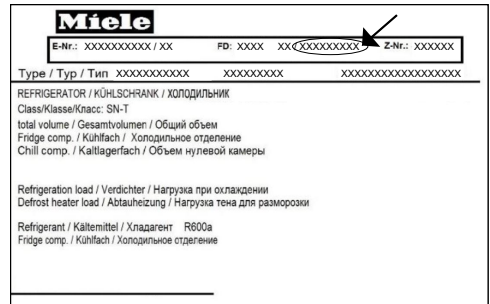 Miele
E-Nr.: XXXXXXXXXX / XX FD: XXXX XX XXXXXXXXX Z-Nr.: XXXXXX
Type / Typ / Тип XXXXXXXXXXX XXXXXXXXX XXXXXXXXXXXXXXXXXX
REFRIGERATOR / KÜHLSCHRANK / ХОЛОДИЛЬНИК
Class/Klasse/Класс: SN-T
total volume / Gesamtvolumen / Общий объем
Fridge comp. / Kühlfach / Холодильное отделение
Chill comp. / Kaltlagerfach / Объем нулевой камеры
Refrigeration load / Verdichter / Нагрузка при охлаждении
Defrost heater load / Abtauheizung / Нагрузка тена для разморозки
Refrigerant / Kältemittel / Хладагент R600a
Fridge comp. / Kühlfach / Холодильное отделение